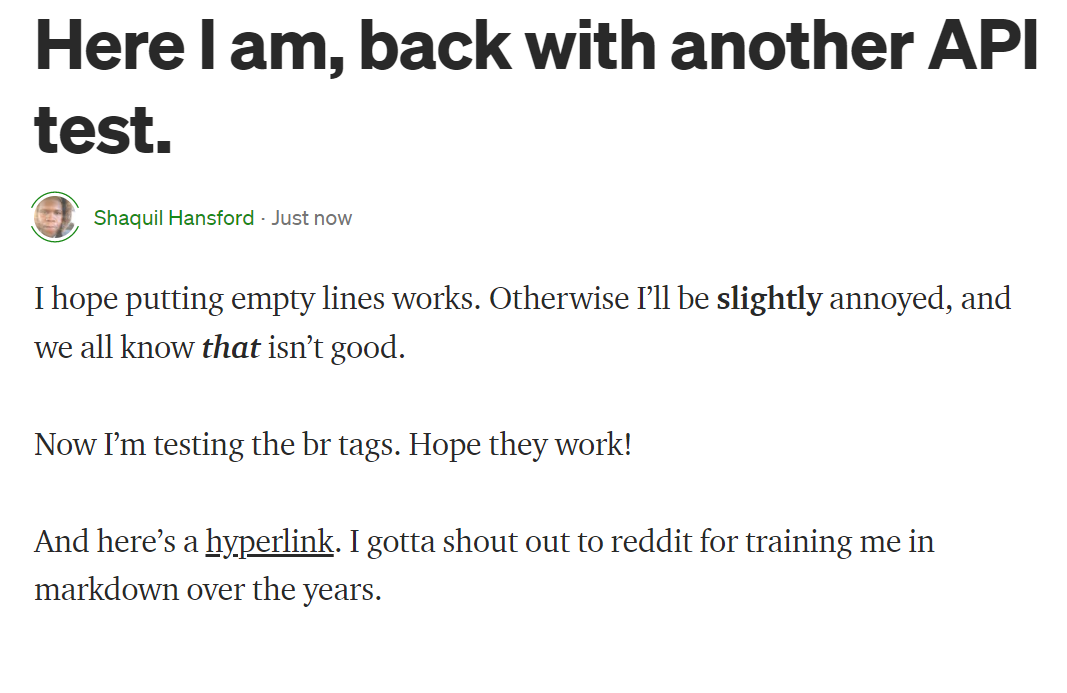 Here I am, back with another API
test.
Shaquil Hansford · Just now
I hope putting empty lines works. Otherwise I’ll be slightly annoyed, and
we all know that isn’t good.
Now I’m testing the br tags. Hope they work!
And here’s a hyperlink. I gotta shout out to reddit for training me in
markdown over the years.